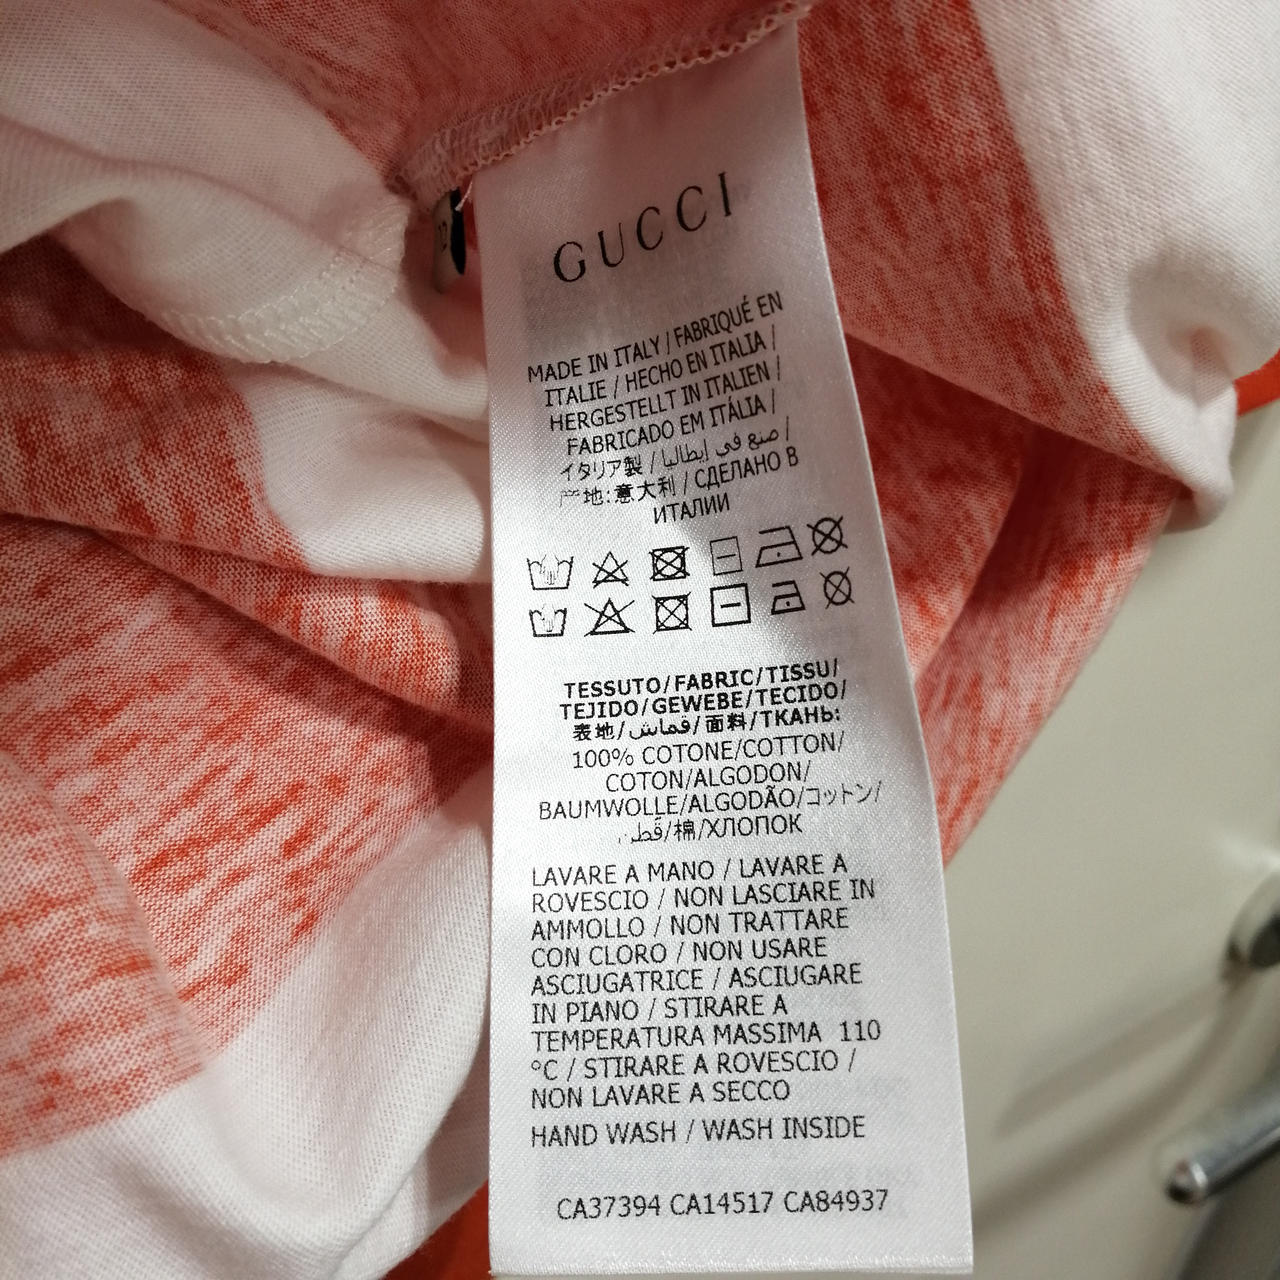 GUCCI
MADE IN ITALY / FABRIQUÉ EN
ITALIE / HECHO EN ITALIA /
HERGESTELLT IN ITALIEN /
FABRICADO EM ITÁLIA /
イタリア製 / صنع في إيطاليا /
地: 意大利 / СДЕЛАНО В
ИТАЛИИ
TESSUTO/FABRIC/TISSU/
TEJIDO/GEWEBE/TECIDO/
表地/قماش/面料/ТКАНЬ:
100% COTONE/COTTON/
COTON/ALGODON/
BAUMWOLLE/ALGODÃO/コットン/
/棉/ХЛОПОК
LAVARE A MANO / LAVARE A
ROVESCIO / NON LASCIARE IN
AMMOLLO / NON TRATTARE
CON CLORO / NON USARE
ASCIUGATRICE / ASCIUGARE
IN PIANO / STIRARE A
TEMPERATURA MASSIMA 110
°C / STIRARE A ROVESCIO /
NON LAVARE A SECCO
HAND WASH / WASH INSIDE
CA37394 CA14517 CA84937